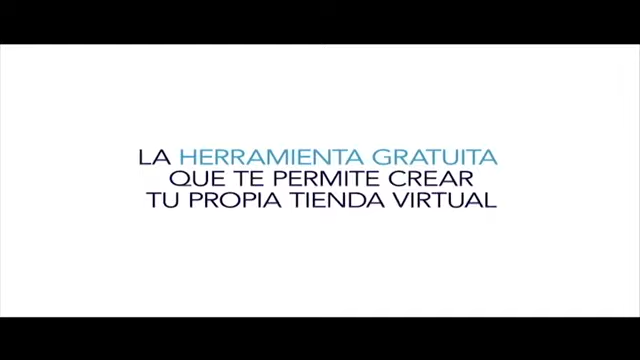 LA HERRAMIENTA GRATUITA
QUE TE PERMITE CREAR
TU PROPIA TIENDA VIRTUAL